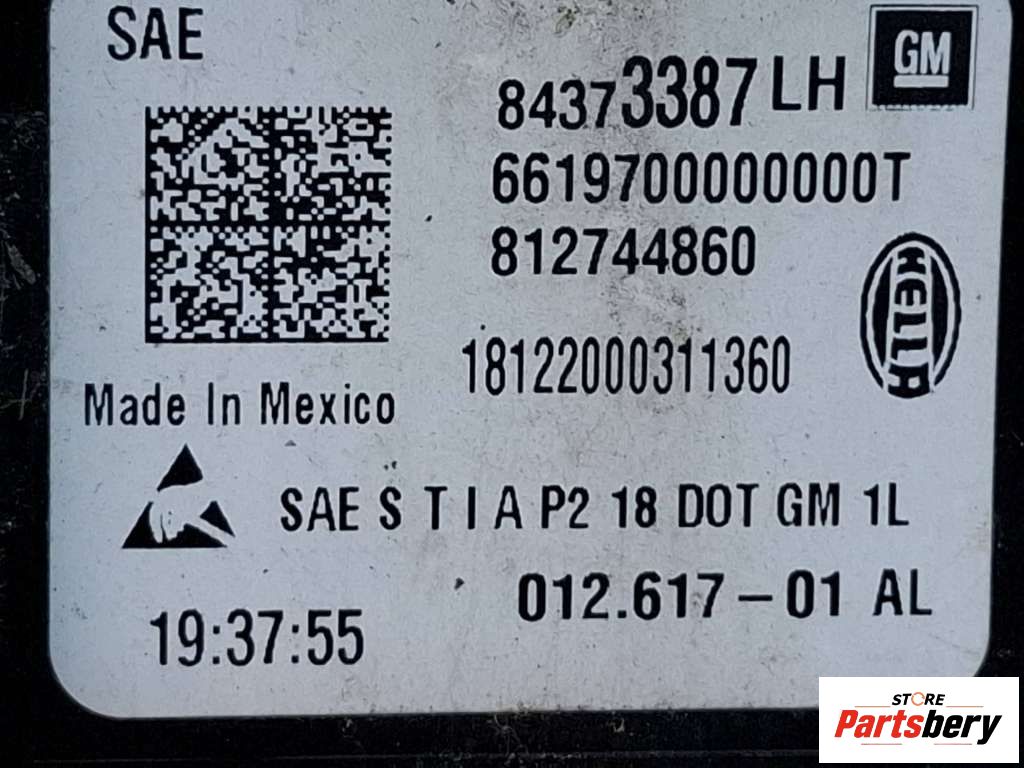 SAE
GM
84373387 LH
6619700000000T
812744860
HELLA
18122000311360
Made In Mexico
SAE S T I A P2 18 DOT GM 1L
012.617-01 AL
19:37:55
STORE
Partsbery